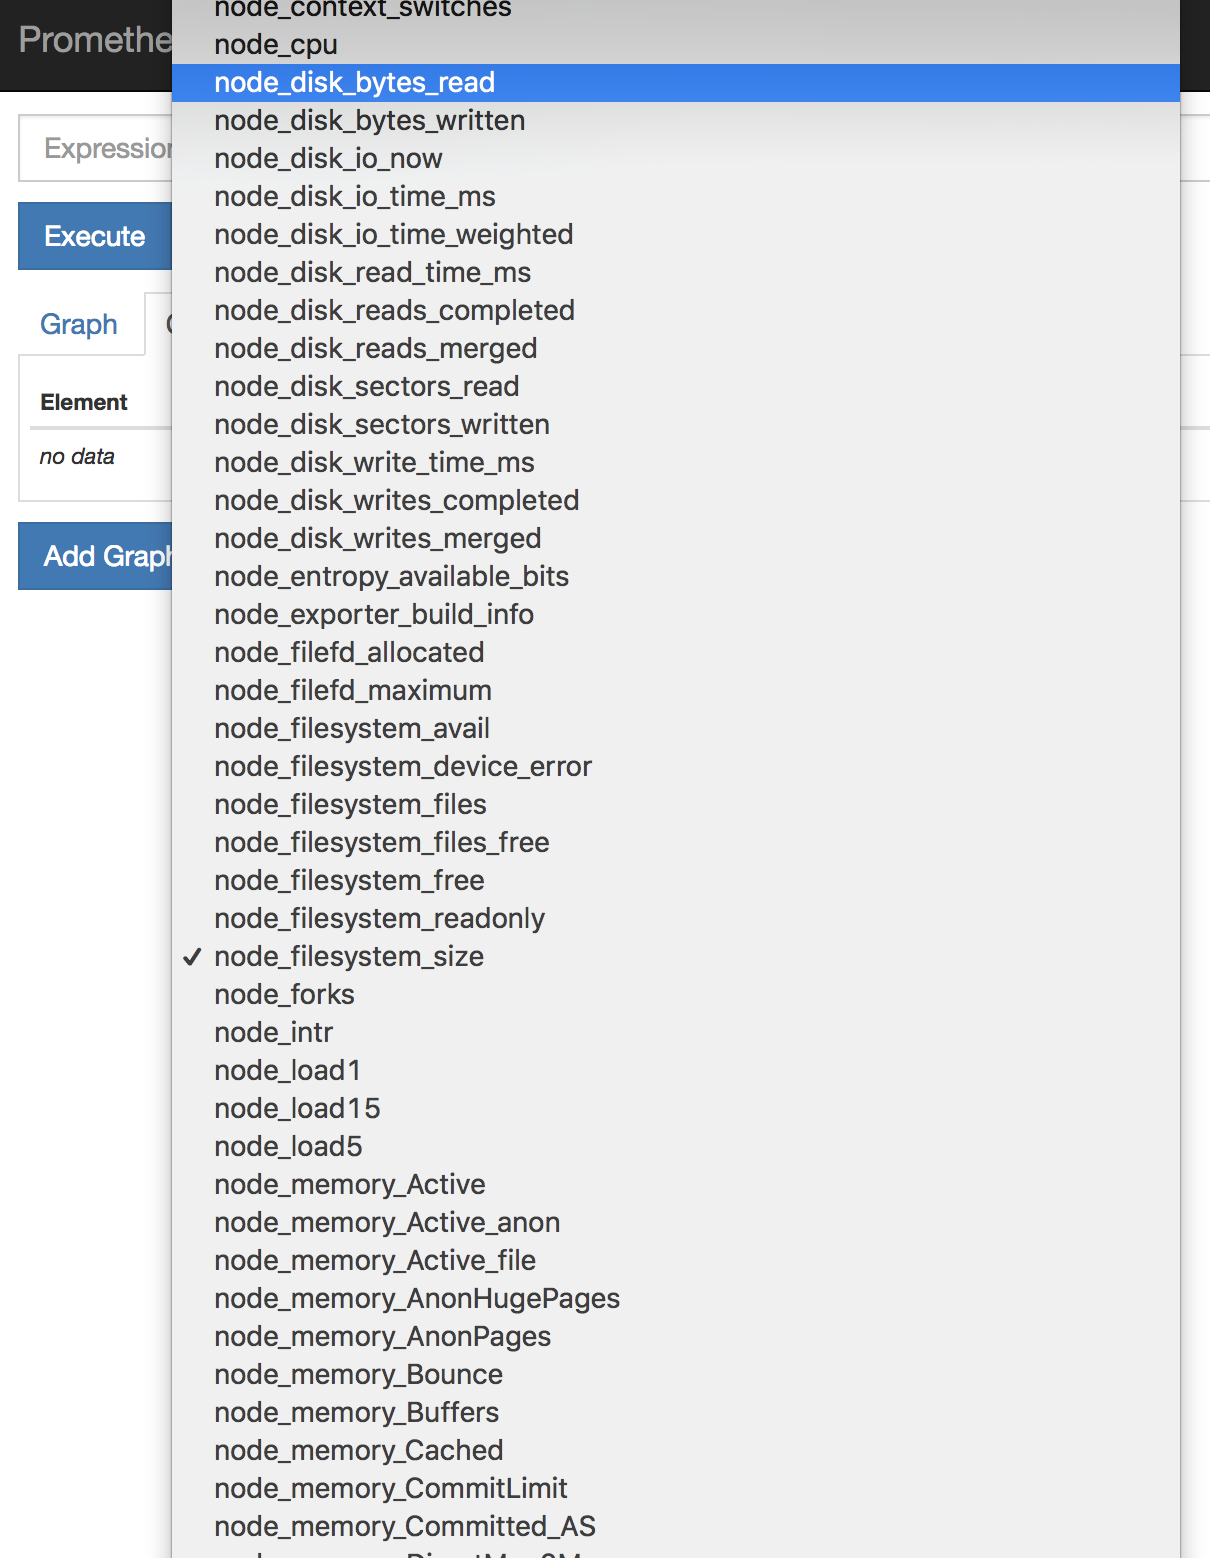 node_context_switches
Promethe
node_cpu
node_disk_bytes_read
node_disk_bytes_written
Expression
node_disk_io_now
node_disk_io_time_ms
Execute
node_disk_io_time_weighted
node_disk_read_time_ms
node_disk_reads_completed
Graph
node_disk_reads_merged
node_disk_sectors_read
Element
node_disk_sectors_written
no data
node_disk_write_time_ms
node_disk_writes_completed
node_disk_writes_merged
Add Graph
node_entropy_available_bits
node_exporter_build_info
node_filefd_allocated
node_filefd_maximum
node_filesystem_avail
node_filesystem_device_error
node_filesystem_files
node_filesystem_files_free
node_filesystem_free
node_filesystem_readonly
✓ node_filesystem_size
node_forks
node_intr
node_load1
node_load15
node_load5
node_memory_Active
node_memory_Active_anon
node_memory_Active_file
node_memory_AnonHugePages
node_memory_AnonPages
node_memory_Bounce
node_memory_Buffers
node_memory_Cached
node_memory_CommitLimit
node_memory_Committed_AS